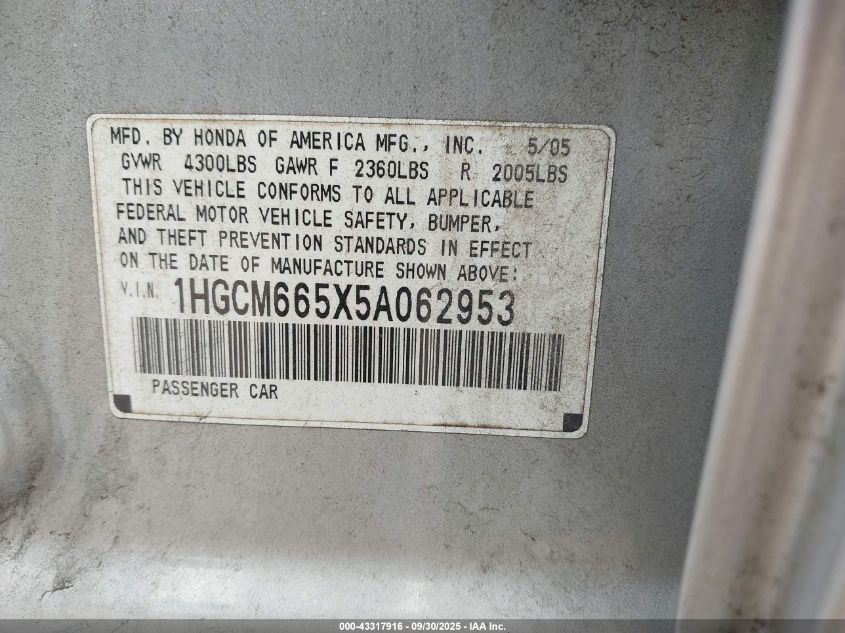 MFD. BY HONDA OF AMERICA MFG., INC. 5/05
GVWR 4300LBS GAWR F 2360LBS R 2005LBS
THIS VEHICLE CONFORMS TO ALL APPLICABLE
FEDERAL MOTOR VEHICLE SAFETY, BUMPER,
AND THEFT PREVENTION STANDARDS IN EFFECT
ON THE DATE OF MANUFACTURE SHOWN ABOVE:
V.I.N. 1HGCM665X5A062953
PASSENGER CAR
000-43317916 - 09/30/2025 - IAA Inc.